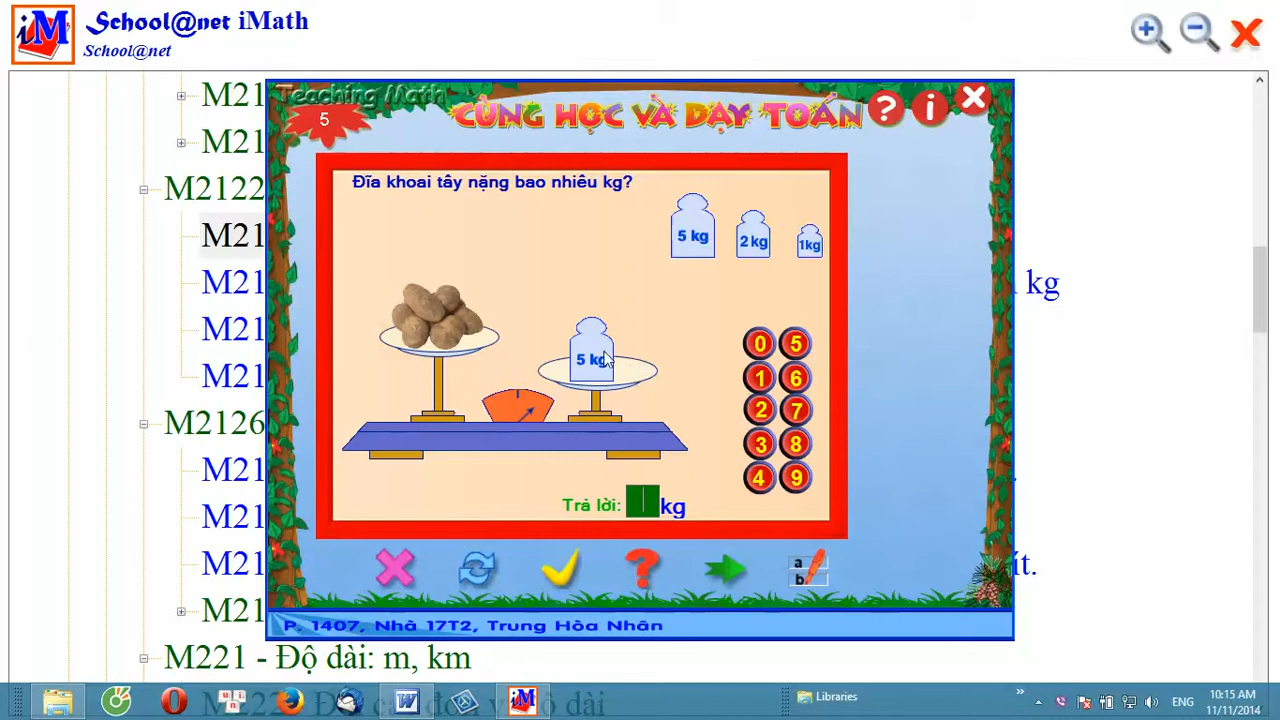 iM
School@net iMath
School@net
M21
M21
M2122
M21
M21
kg
M21
M21
M2126
M21
M21
M21
ít.
M21
M221 - Độ dài: m, km
Teaching Math
5
CÙNG HỌC VÀ DẠY TOÁN
?
i
Đĩa khoai tây nặng bao nhiêu kg?
5 kg
2 kg
1kg
5 kg
0 5
1 6
2 7
3 8
4 9
Trả lời:
kg
a
b
P. 1407, Nhà 17T2, Trung Hòa Nhân
Libraries
»
ENG
10:15 AM
11/11/2014